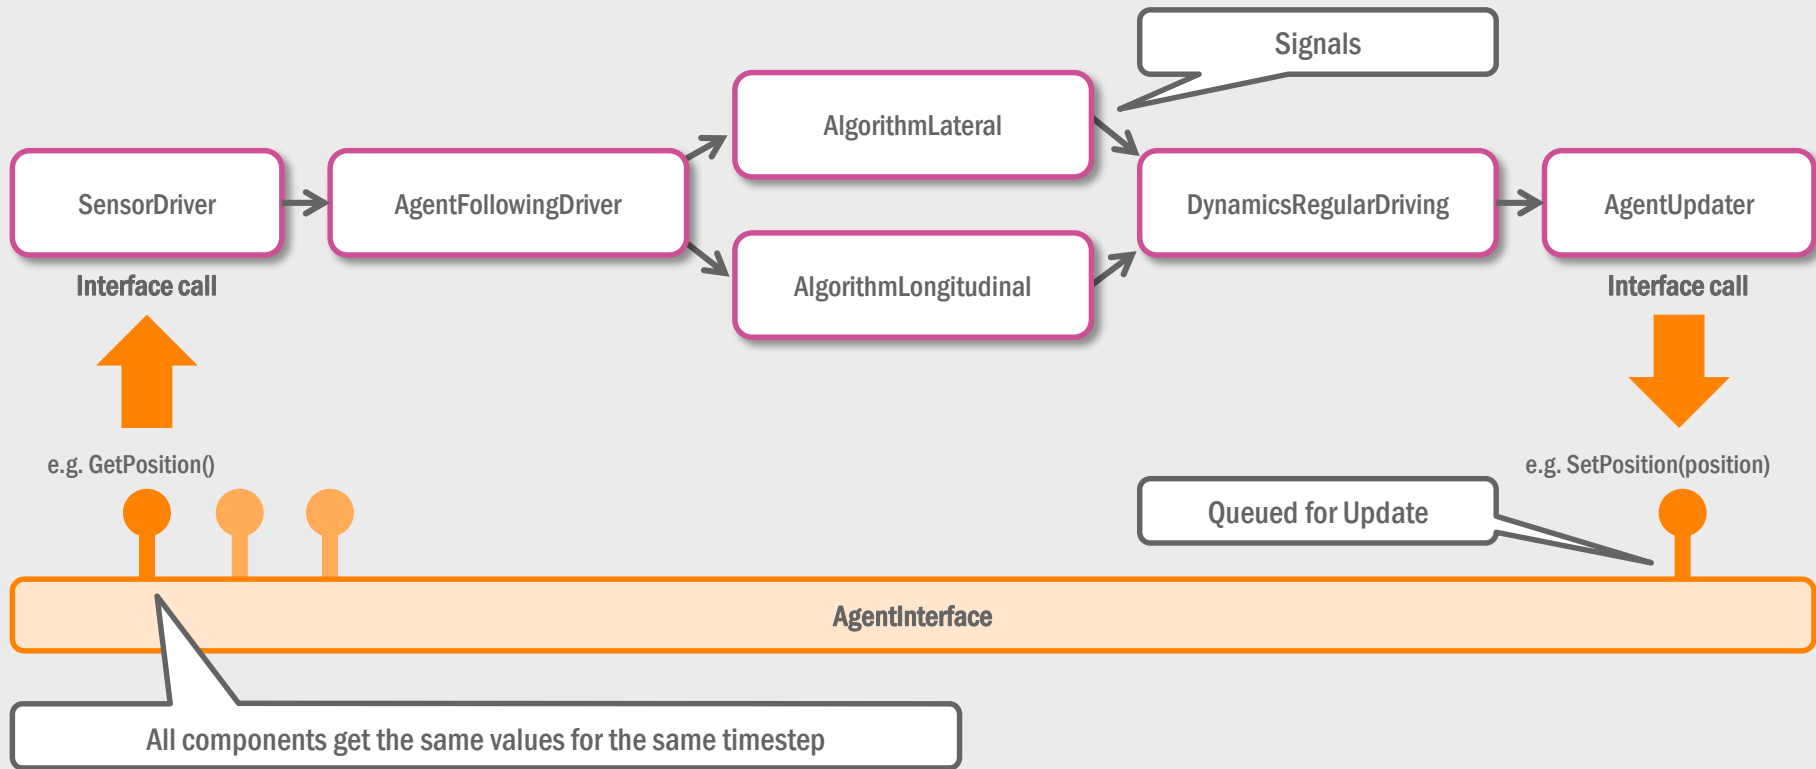 Signals
AlgorithmLateral
SensorDriver
AgentFollowingDriver
DynamicsRegularDriving
AgentUpdater
AlgorithmLongitudinal
Interface call
Interface call
e.g. GetPosition()
e.g. SetPosition(position)
Queued for Update
AgentInterface
All components get the same values for the same timestep